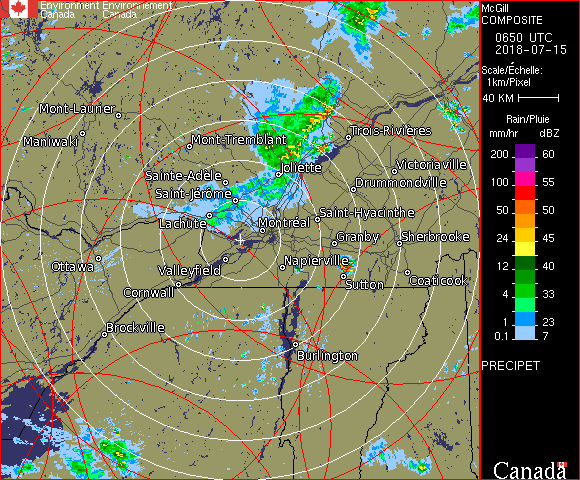 Environment Environnement
Canada Canada
McGill
COMPOSITE
0650 UTC
2018-07-15
Scale/Échelle:
1km/Pixel
40 KM
Rain/Pluie
mm/hr dBZ
200 60
100 55
50 50
24 45
12 40
4 33
1 23
0.1 7
PRECIPET
Canada
Mont-Laurier
Maniwaki
Mont-Tremblant
Trois-Rivières
Sainte-Adèle
Joliette
Victoriaville
Saint-Jérôme
Drummondville
Lachute
Montréal
Saint-Hyacinthe
Granby
Sherbrooke
Ottawa
Valleyfield
Napierville
Cornwall
Sutton
Coaticook
Brockville
Burlington